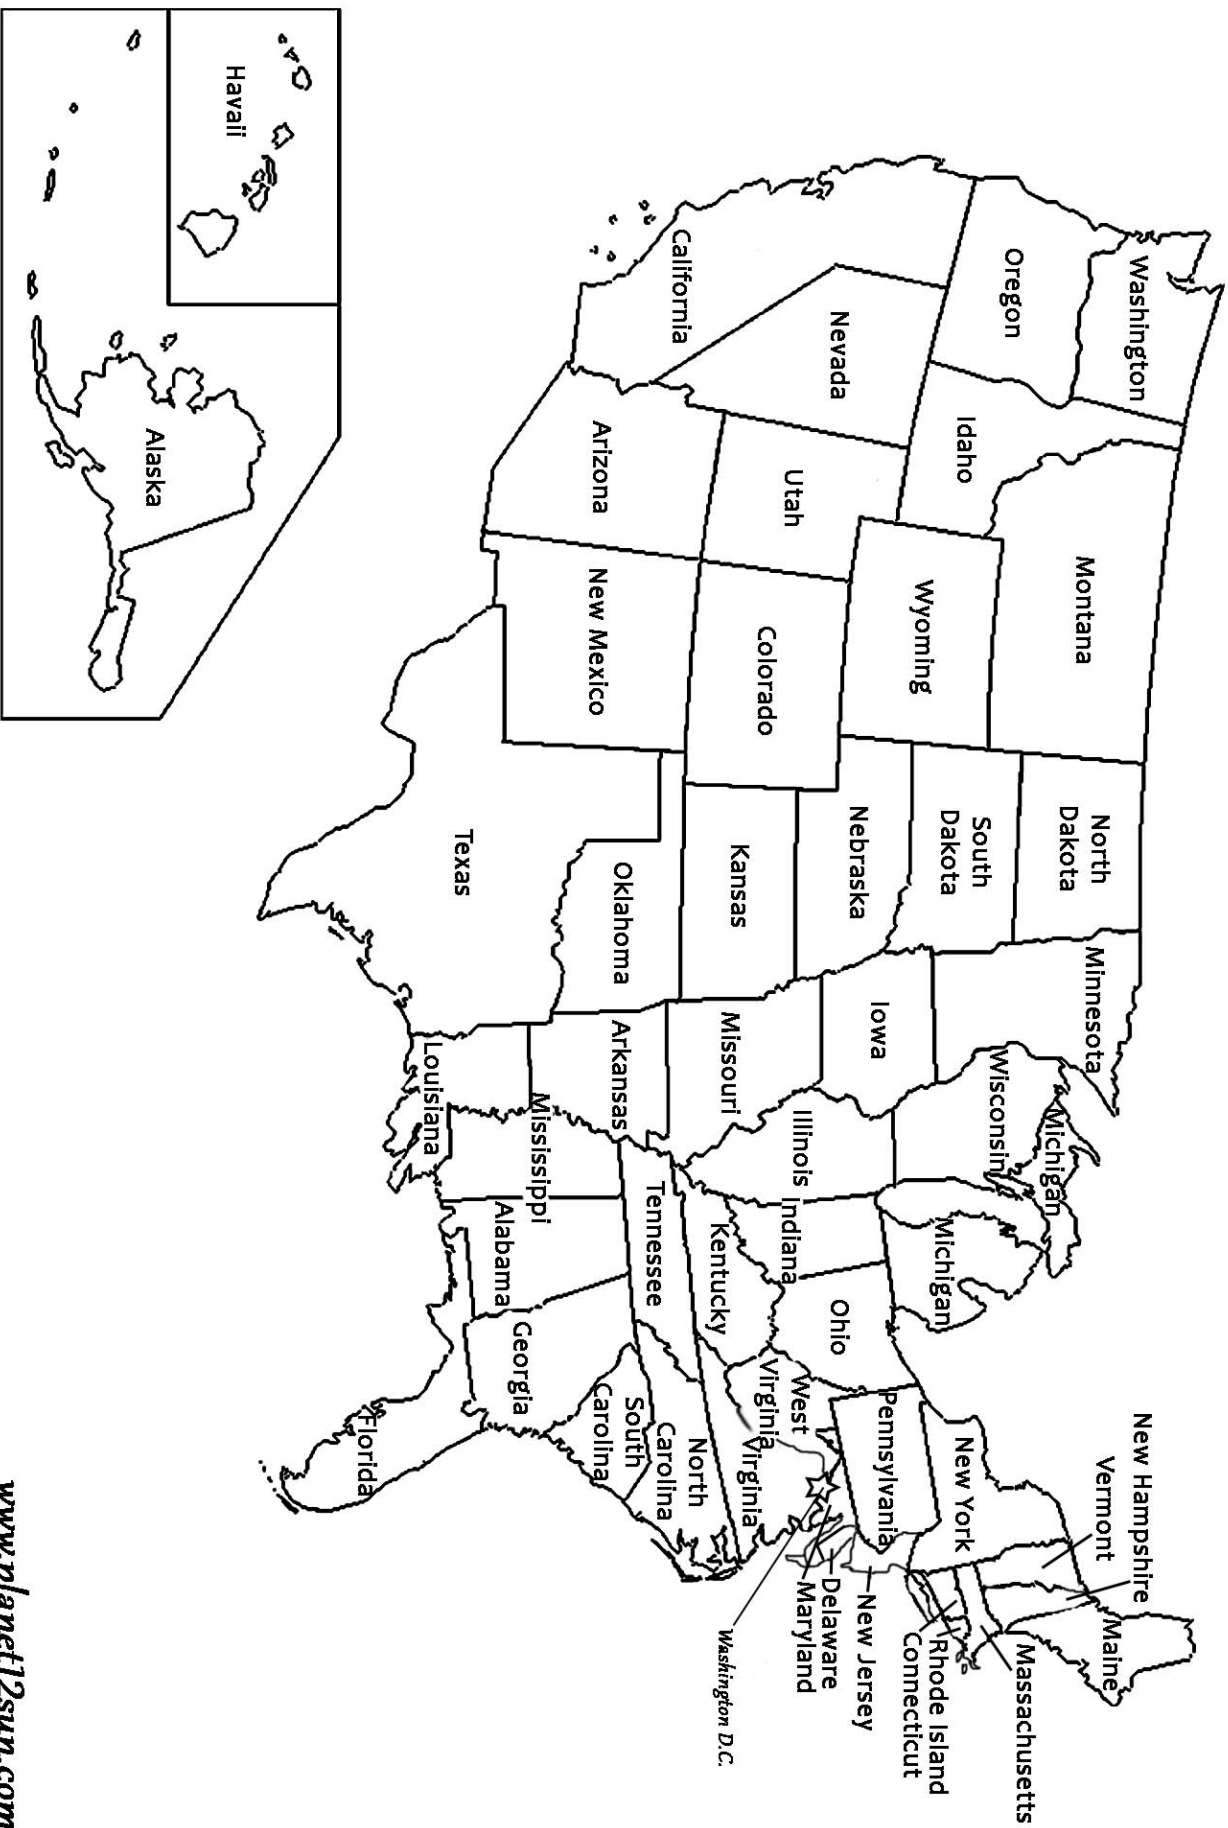 Washington
Oregon
California
Nevada
Idaho
Montana
Wyoming
Utah
Arizona
Colorado
New Mexico
North
Dakota
South
Dakota
Nebraska
Kansas
Oklahoma
Texas
Minnesota
Iowa
Missouri
Arkansas
Louisiana
Wisconsin
Michigan
Michigan
Illinois
Indiana
Ohio
Kentucky
Tennessee
Mississippi
Alabama
Georgia
Florida
South
Carolina
North
Carolina
Virginia
West
Virginia
Pennsylvania
New York
New Hampshire
Vermont
Maine
Massachusetts
Rhode Island
Connecticut
New Jersey
Delaware
Maryland
Washington D.C.
Havaii
Alaska
www.planet12sun.com